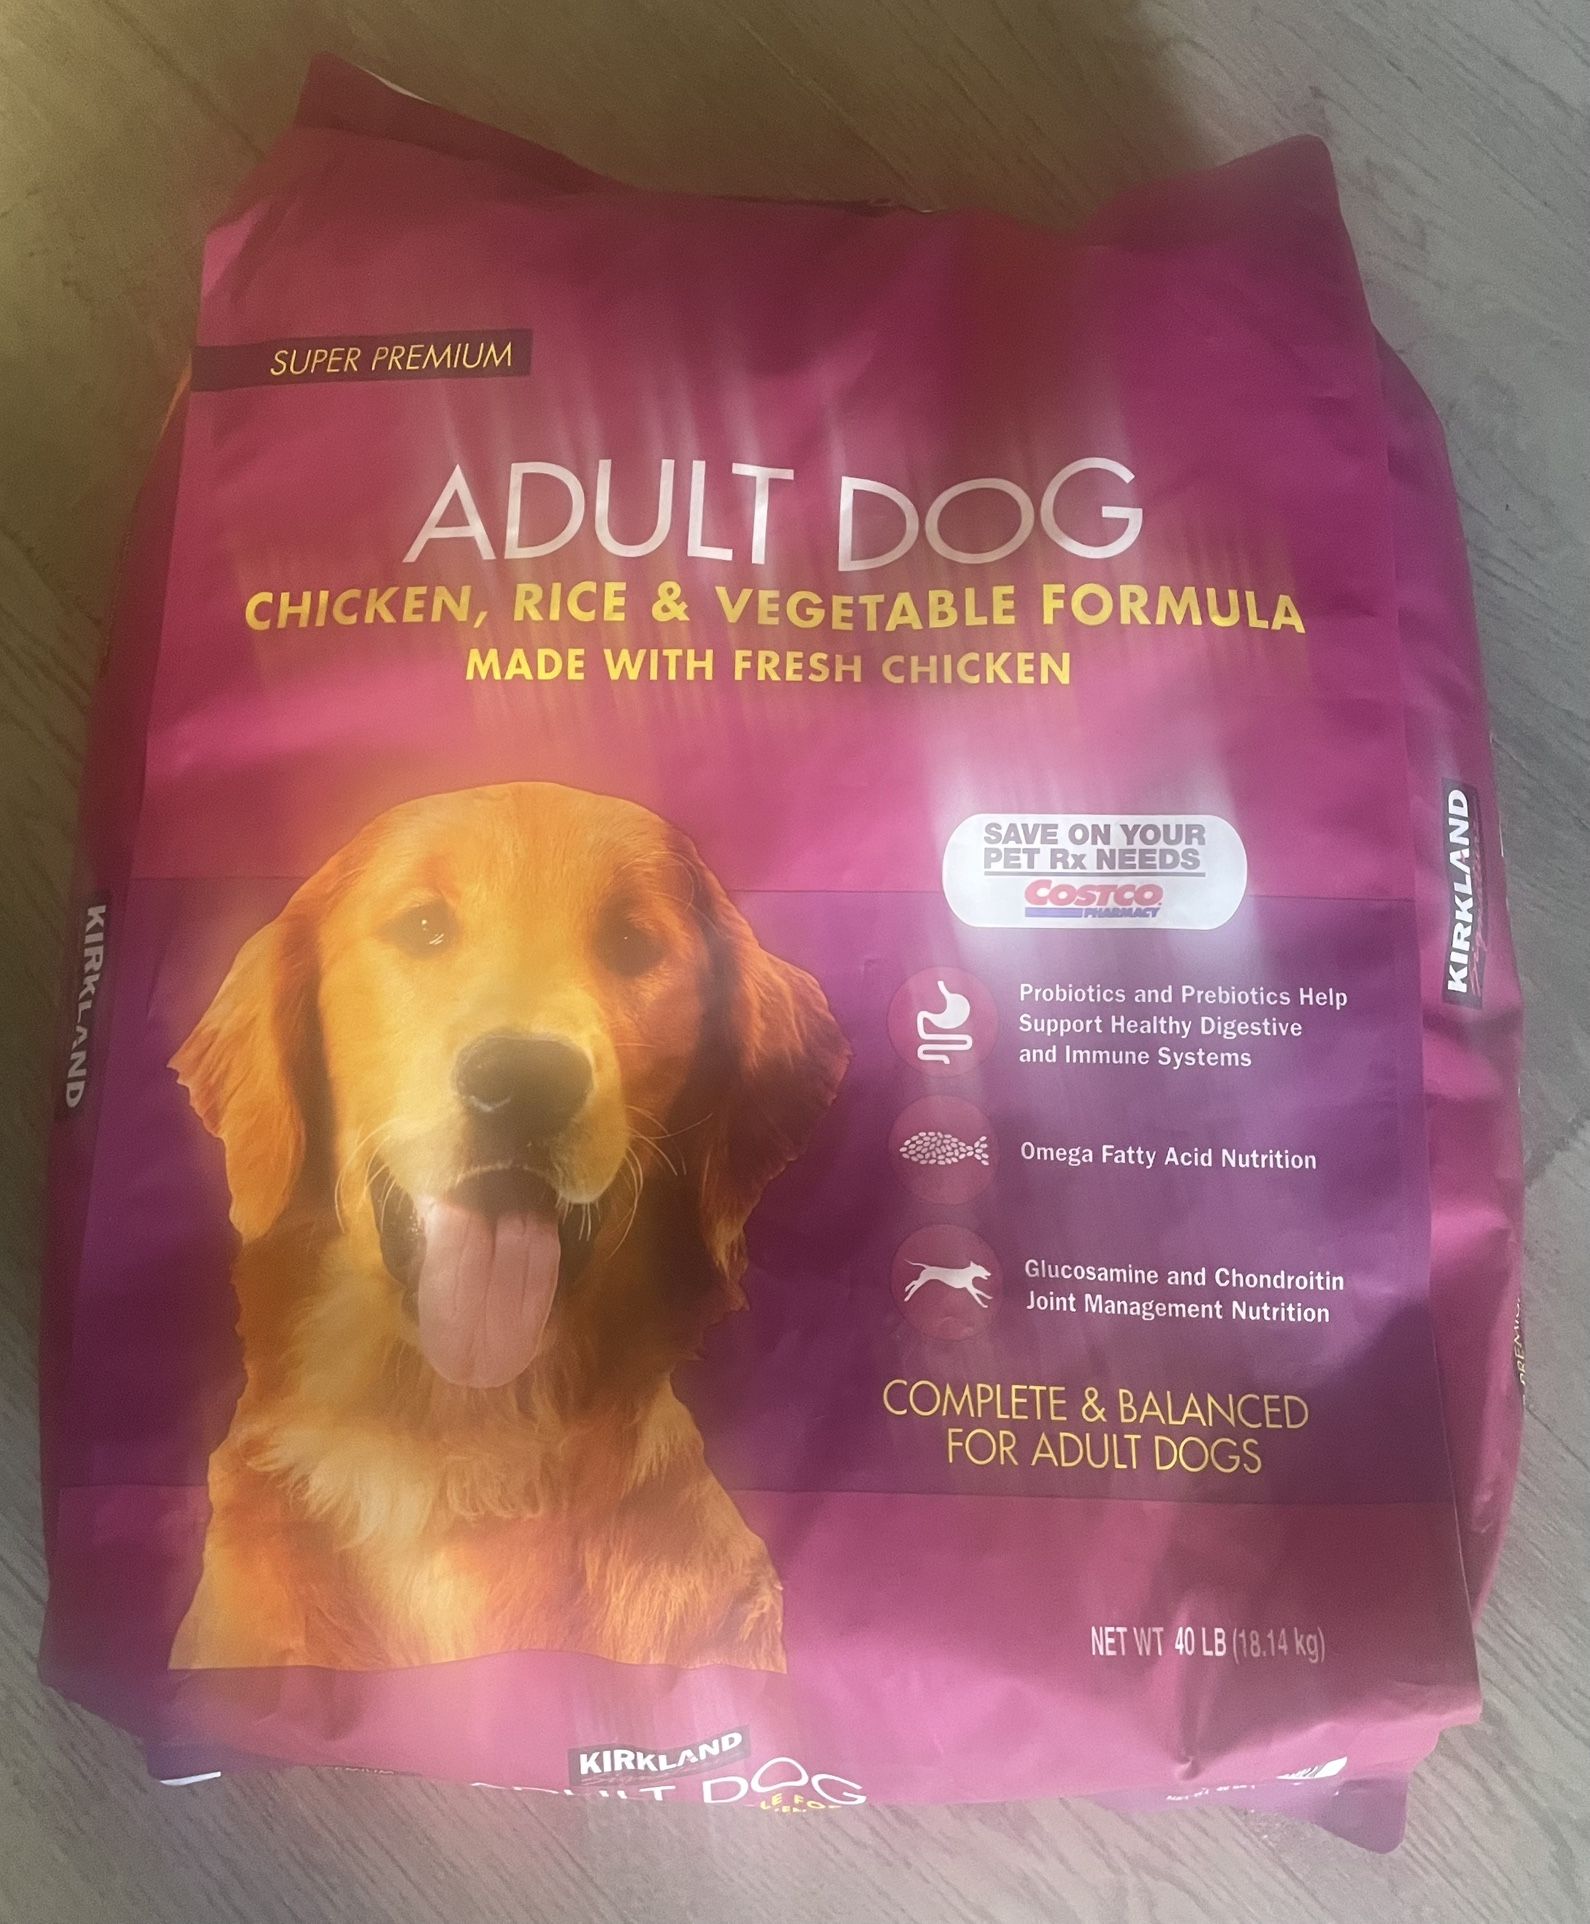 SUPER PREMIUM
ADULT DOG
CHICKEN, RICE & VEGETABLE FORMULA
MADE WITH FRESH CHICKEN
SAVE ON YOUR
PET Rx NEEDS
COSTCO
PHARMACY
KIRKLAND
KIRKLAND
Probiotics and Prebiotics Help
Support Healthy Digestive
and Immune Systems
Omega Fatty Acid Nutrition
Glucosamine and Chondroitin
Joint Management Nutrition
COMPLETE & BALANCED
FOR ADULT DOGS
NET WT 40 LB (18.14 kg)
KIRKLAND
DOG